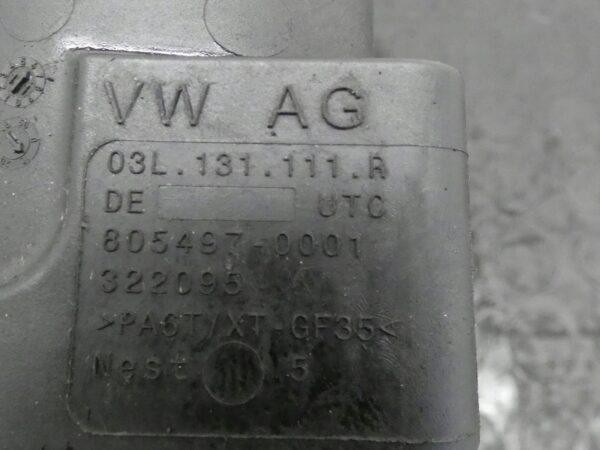 VW AG
03L.131.111.R
DE UTC
805497-0001
322095
>PA6T/XT-GF35<
Nest 5